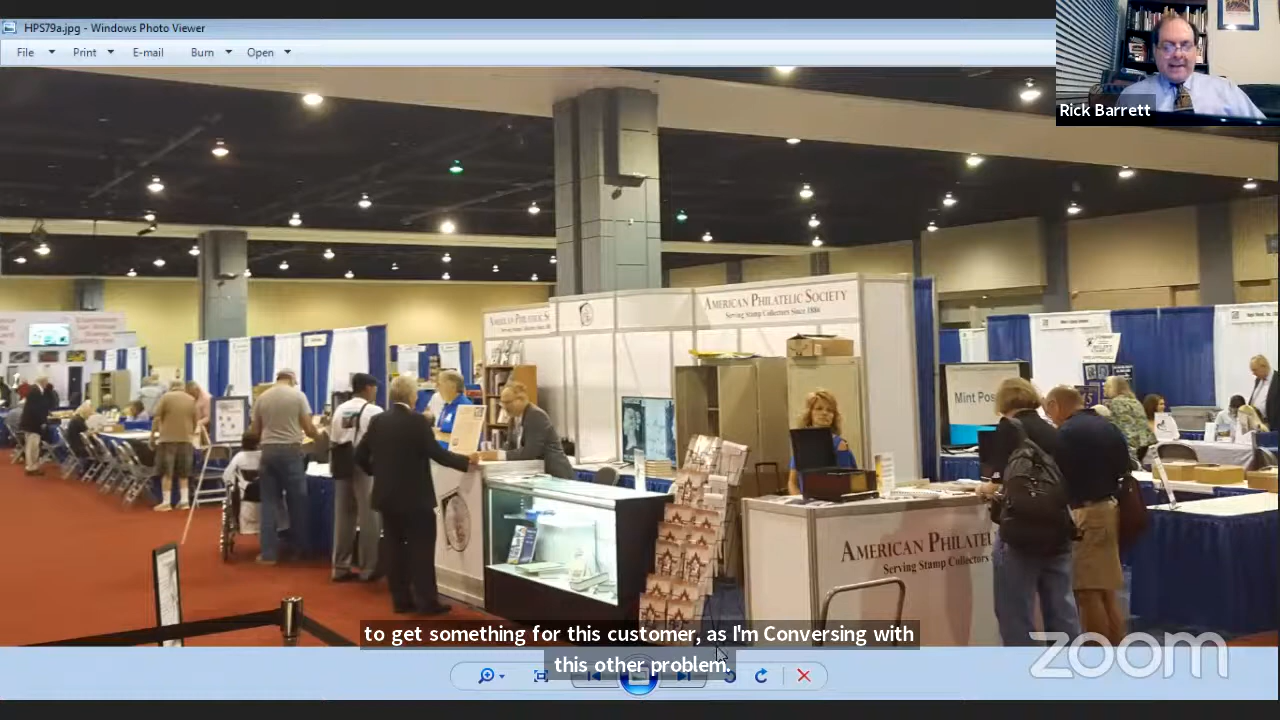 HPS79a.jpg - Windows Photo Viewer
File Print E-mail Burn Open
Rick Barrett
AMERICAN PHILATELIC S
AMERICAN PHILATELIC SOCIETY
Serving Stamp Collectors Since 1886
Mint Pos
AMERICAN PHILATE
Serving Stamp Collectors S
to get something for this customer, as I'm Conversing with
this other problem.
zoom